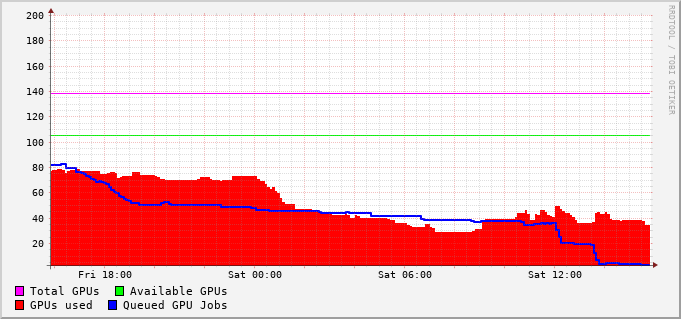 RRDTOOL / TOBI OETIKER
200
180
160
140
120
100
80
60
40
20
Fri 18:00 Sat 00:00 Sat 06:00 Sat 12:00
Total GPUs Available GPUs
GPUs used Queued GPU Jobs